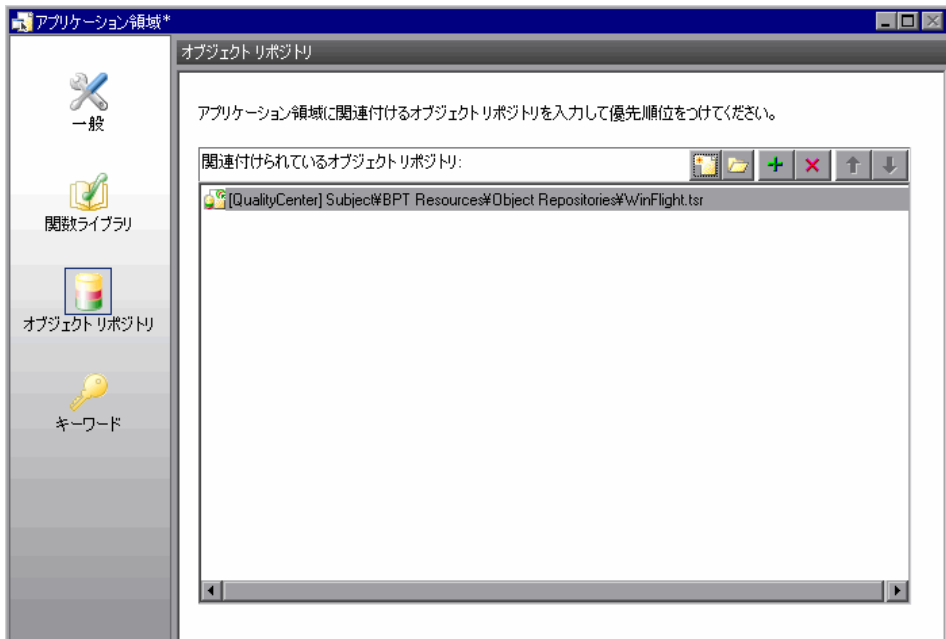 アプリケーション領域*
オブジェクト リポジトリ
一般
関数ライブラリ
オブジェクト リポジトリ
キーワード
アプリケーション領域に関連付けるオブジェクト リポジトリを入力して優先順位をつけてください。
関連付けられているオブジェクト リポジトリ:
[QualityCenter] Subject¥BPT Resources¥Object Repositories¥WinFlight.tsr